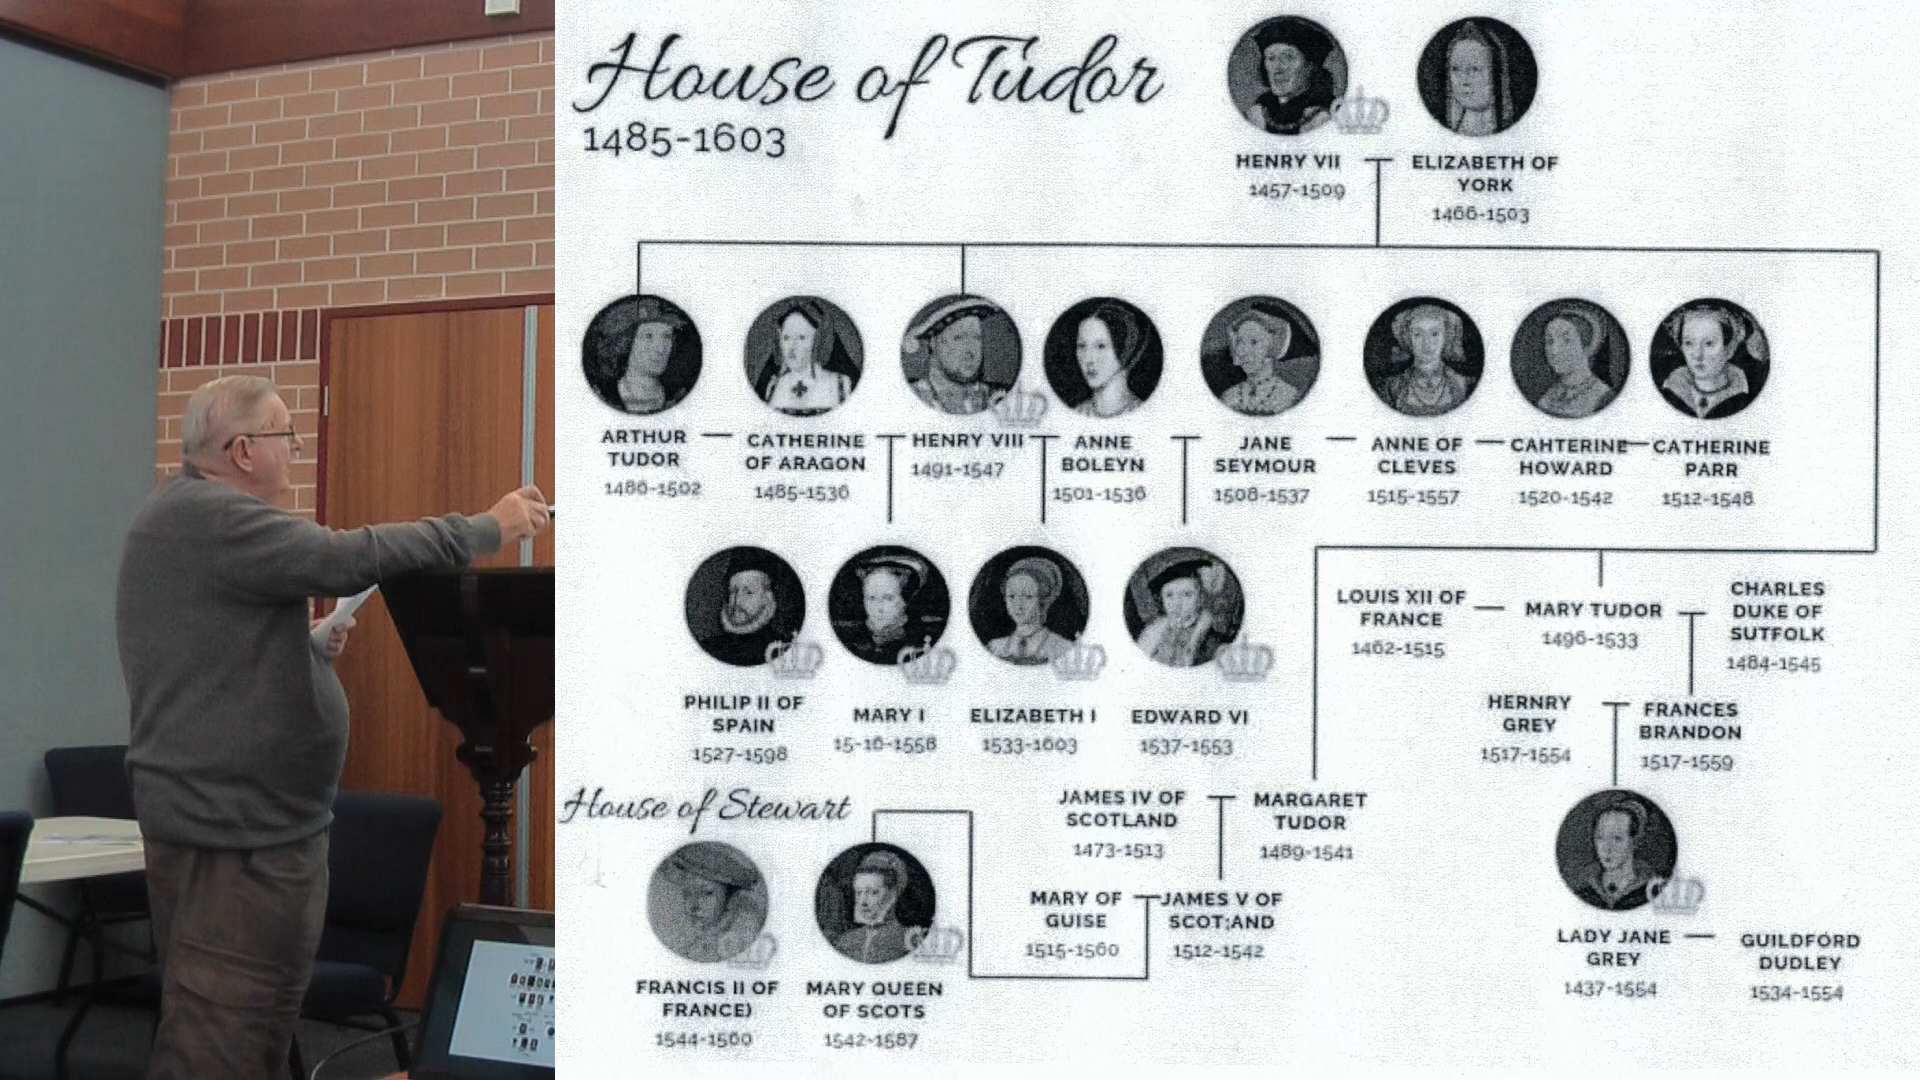 House of Tudor
1485-1603
HENRY VII
1457-1509
ELIZABETH OF
YORK
1466-1503
ARTHUR
TUDOR
1486-1502
CATHERINE
OF ARAGON
1485-1536
HENRY VIII
1491-1547
ANNE
BOLEYN
1501-1536
JANE
SEYMOUR
1508-1537
ANNE OF
CLEVES
1515-1557
CAHTERINE
HOWARD
1520-1542
CATHERINE
PARR
1512-1548
PHILIP II OF
SPAIN
1527-1598
MARY I
15-16-1558
ELIZABETH I
1533-1603
EDWARD VI
1537-1553
LOUIS XII OF
FRANCE
1462-1515
MARY TUDOR
1496-1533
CHARLES
DUKE OF
SUTFOLK
1484-1545
HERNRY
GREY
1517-1554
FRANCES
BRANDON
1517-1559
House of Stewart
JAMES IV OF
SCOTLAND
1473-1513
MARGARET
TUDOR
1489-1541
MARY OF
GUISE
1515-1560
JAMES V OF
SCOT;AND
1512-1542
FRANCIS II OF
FRANCE)
1544-1560
MARY QUEEN
OF SCOTS
1542-1587
LADY JANE
GREY
1437-1554
GUILDFORD
DUDLEY
1534-1554